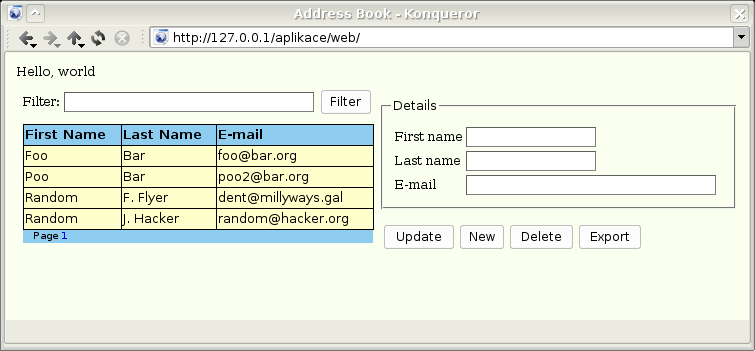 Address Book - Konqueror
http://127.0.0.1/aplikace/web/
Hello, world
Filter: Filter
First Name Last Name E-mail
Foo Bar foo@bar.org
Poo Bar poo2@bar.org
Random F. Flyer dent@millyways.gal
Random J. Hacker random@hacker.org
Page 1
Details
First name
Last name
E-mail
Update New Delete Export